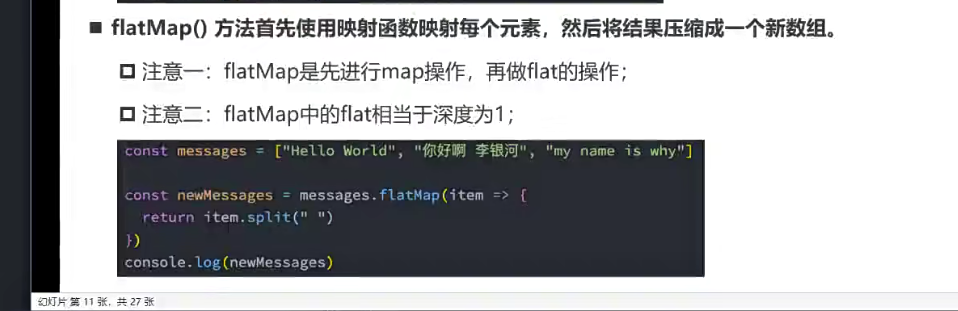 ■ flatMap() 方法首先使用映射函数映射每个元素，然后将结果压缩成一个新数组。
注意一：flatMap是先进行map操作，再做flat的操作；
注意二：flatMap中的flat相当于深度为1；
const messages = ["Hello World", "你好啊 李银河", "my name is why"]
const newMessages = messages.flatMap(item => {
return item.split(" ")
})
console.log(newMessages)
幻灯片 第 11 张，共 27 张